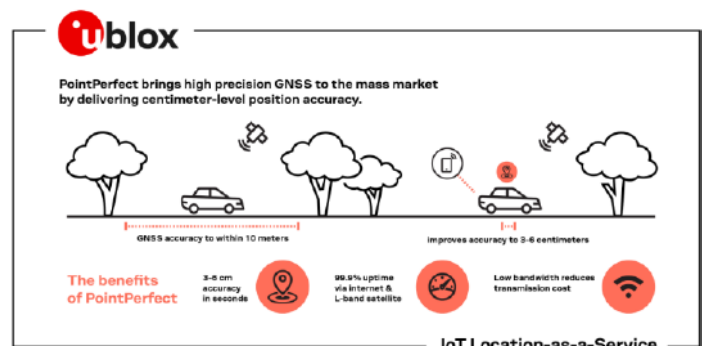 ublox
PointPerfect brings high precision GNSS to the mass market
by delivering centimeter-level position accuracy.
GNSS accuracy to within 10 meters
improves accuracy to 3-6 centimeters
The benefits
of PointPerfect
3-6 cm
accuracy
in seconds
99.9% uptime
via internet &
L-band satellite
Low bandwidth reduces
transmission cost
IoT Location-as-a-Service